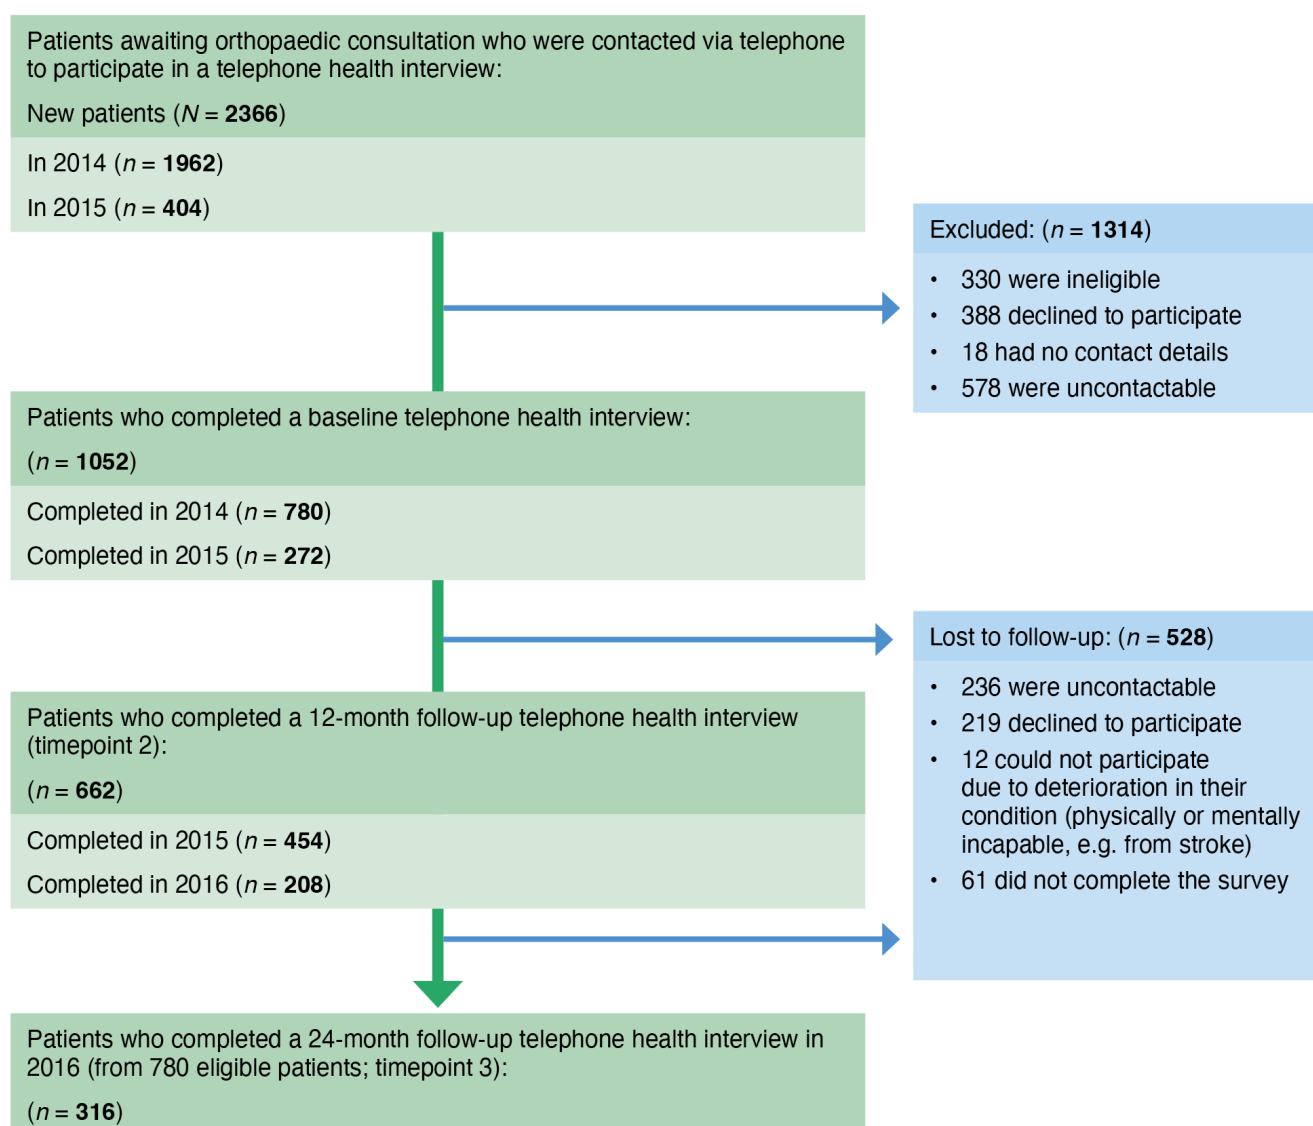 Patients awaiting orthopaedic consultation who were contacted via telephone
to participate in a telephone health interview:
New patients (N = 2366)
In 2014 (n = 1962)
In 2015 (n = 404)
Excluded: (n = 1314)
• 330 were ineligible
• 388 declined to participate
• 18 had no contact details
• 578 were uncontactable
Patients who completed a baseline telephone health interview:
(n = 1052)
Completed in 2014 (n = 780)
Completed in 2015 (n = 272)
Lost to follow-up: (n = 528)
• 236 were uncontactable
• 219 declined to participate
• 12 could not participate
due to deterioration in their
condition (physically or mentally
incapable, e.g. from stroke)
• 61 did not complete the survey
Patients who completed a 12-month follow-up telephone health interview
(timepoint 2):
(n = 662)
Completed in 2015 (n = 454)
Completed in 2016 (n = 208)
Patients who completed a 24-month follow-up telephone health interview in
2016 (from 780 eligible patients; timepoint 3):
(n = 316)